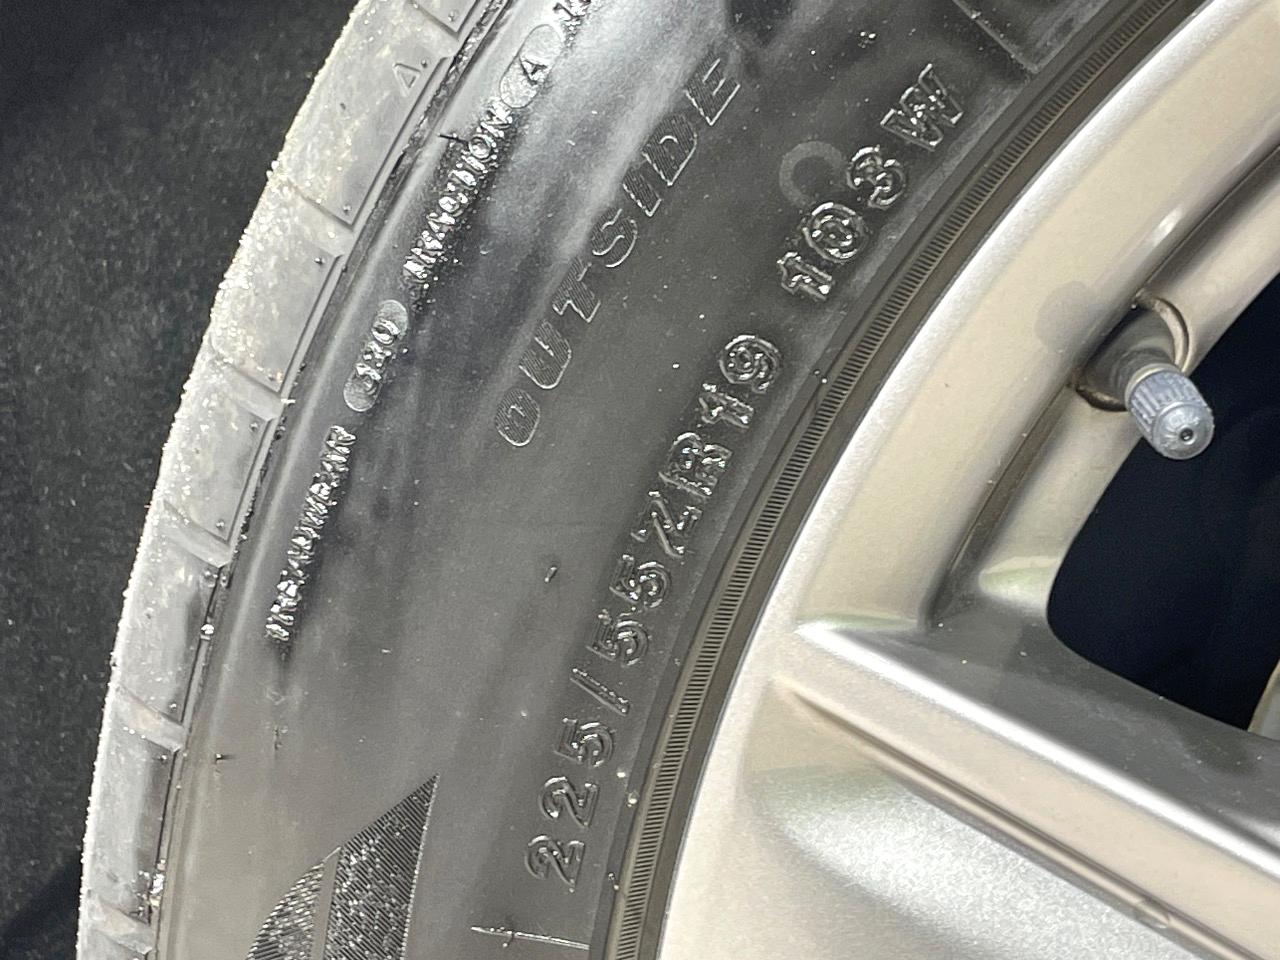 TREADWEAR 380 TRACTION A
OUTSIDE
225/55ZR19 103W